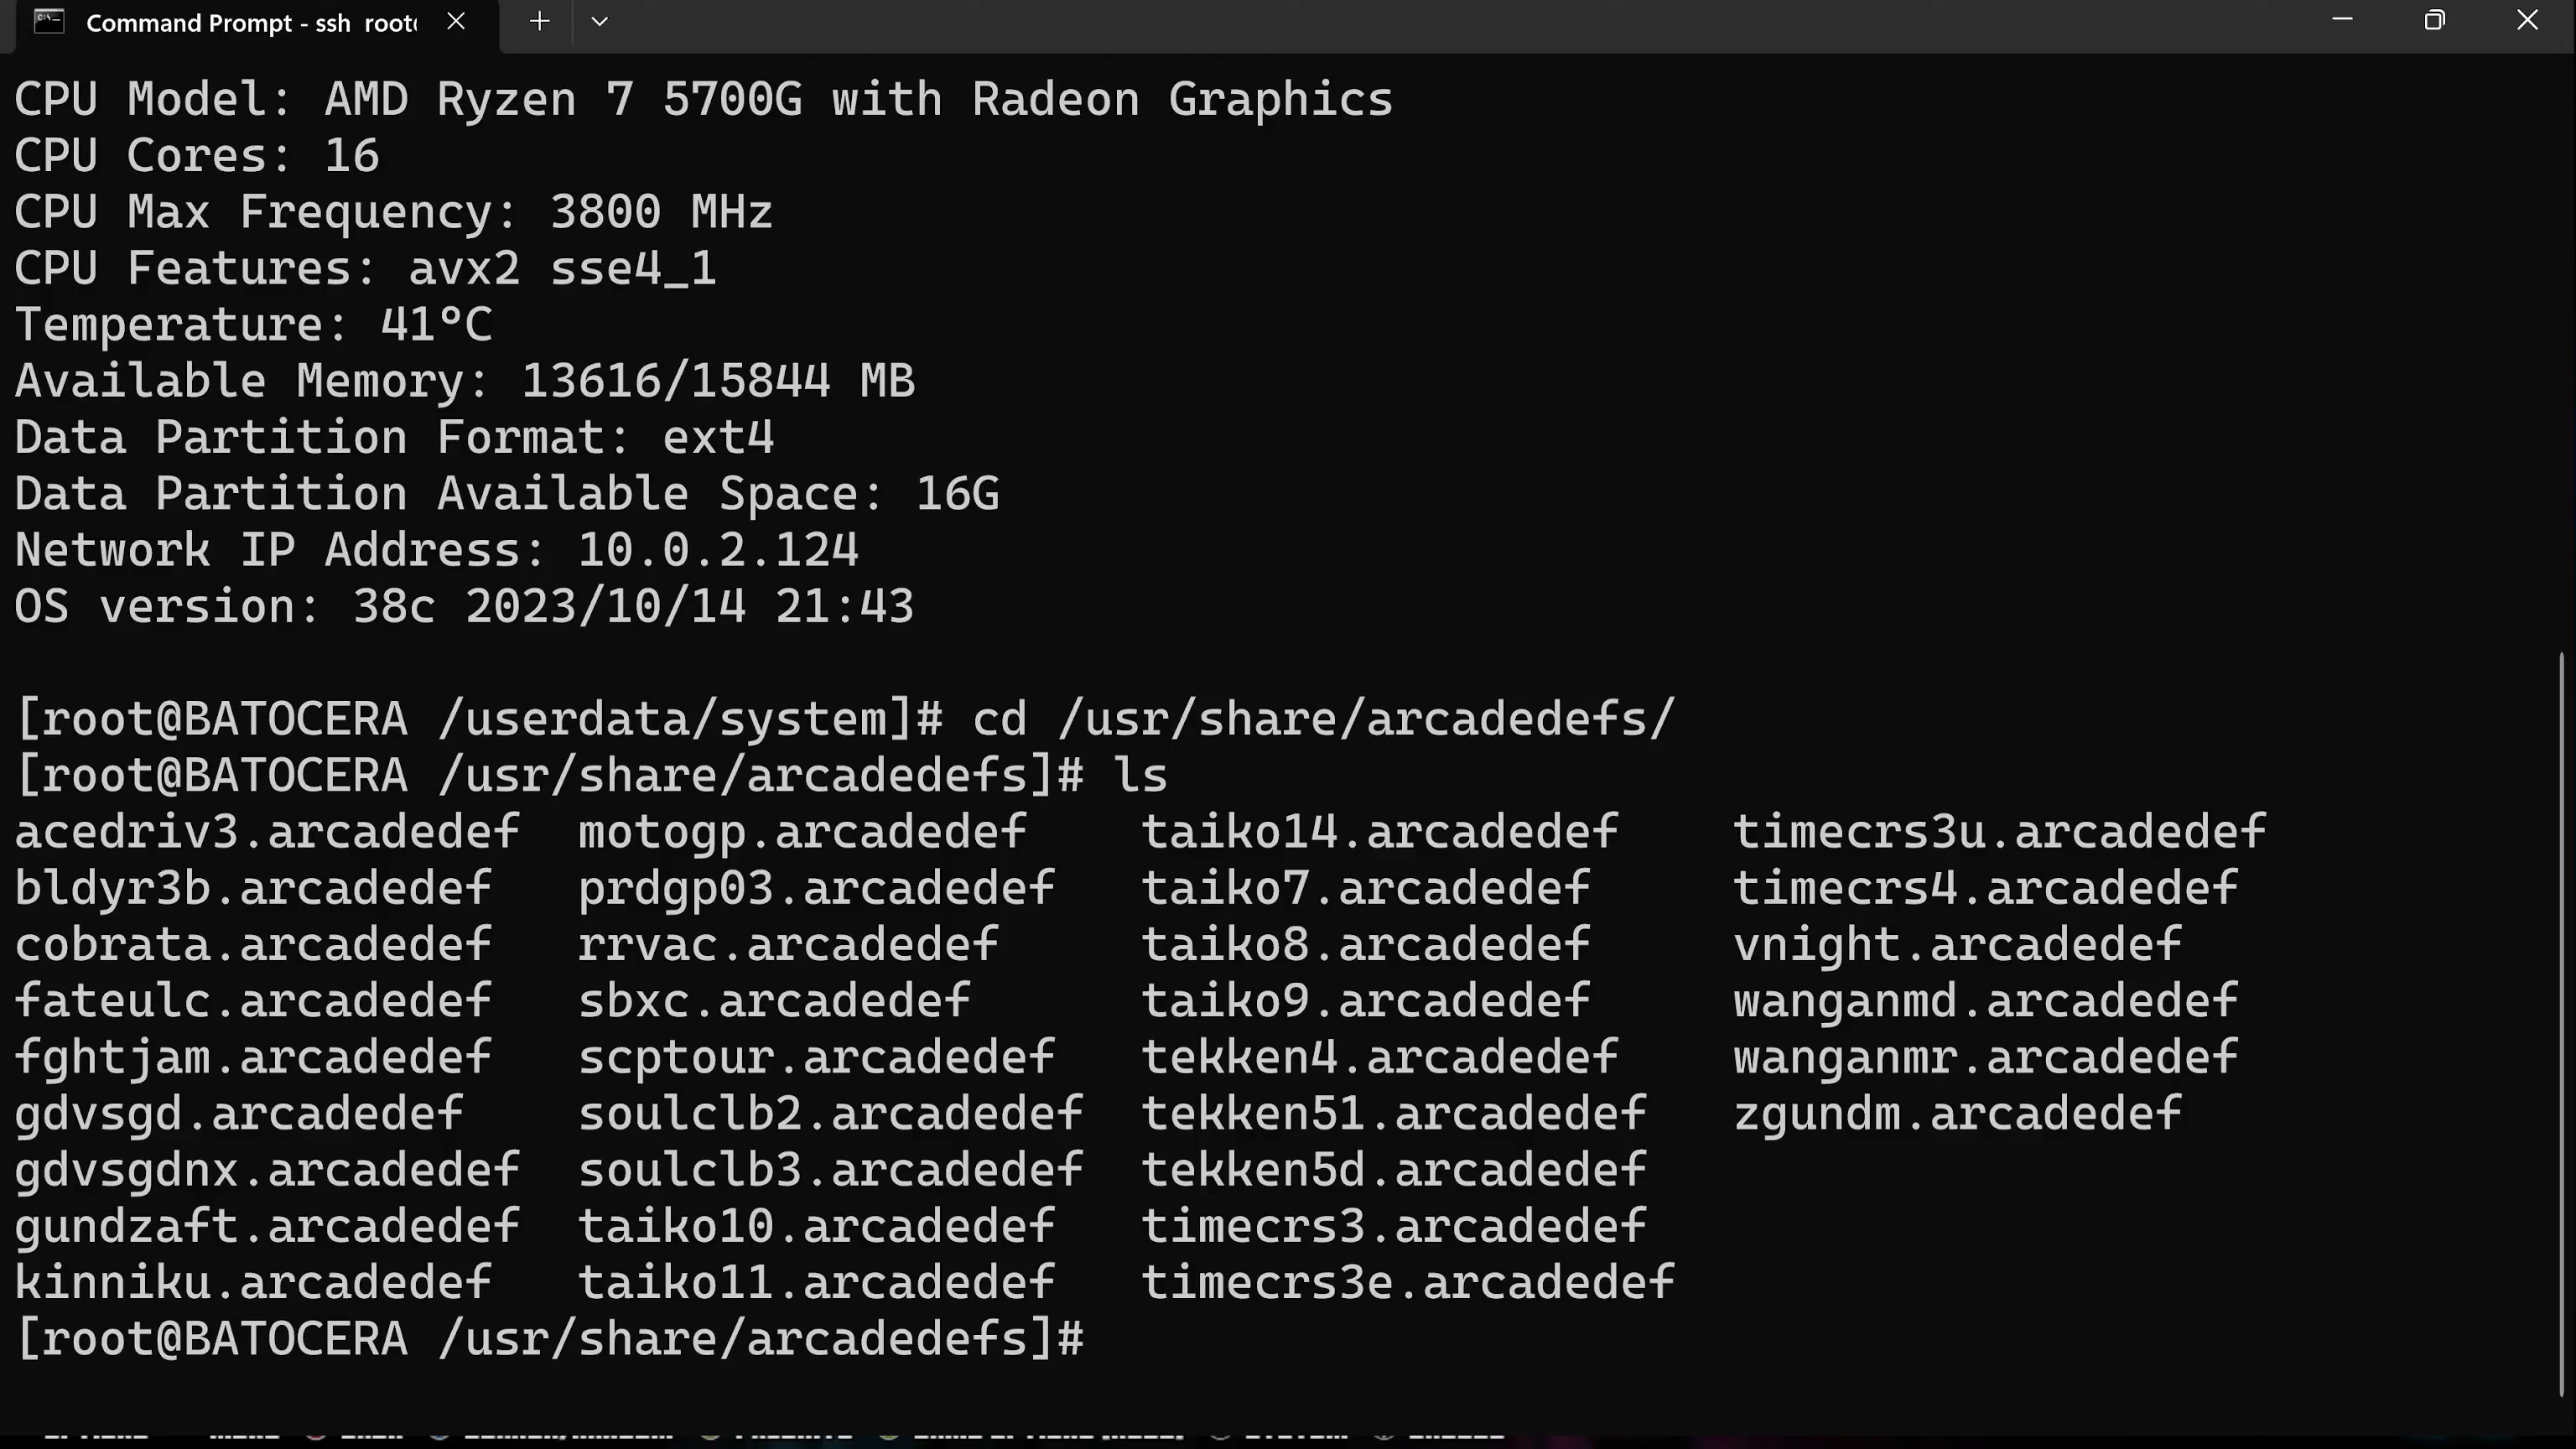 Command Prompt - ssh root
CPU Model: AMD Ryzen 7 5700G with Radeon Graphics
CPU Cores: 16
CPU Max Frequency: 3800 MHz
CPU Features: avx2 sse4_1
Temperature: 41°C
Available Memory: 13616/15844 MB
Data Partition Format: ext4
Data Partition Available Space: 16G
Network IP Address: 10.0.2.124
OS version: 38c 2023/10/14 21:43
[root@BATOCERA /userdata/system]# cd /usr/share/arcadedefs/
[root@BATOCERA /usr/share/arcadedefs]# ls
acedriv3.arcadedef motogp.arcadedef taiko14.arcadedef timecrs3u.arcadedef
bldyr3b.arcadedef prdgp03.arcadedef taiko7.arcadedef timecrs4.arcadedef
cobrata.arcadedef rrvac.arcadedef taiko8.arcadedef vnight.arcadedef
fateulc.arcadedef sbxc.arcadedef taiko9.arcadedef wanganmd.arcadedef
fghtjam.arcadedef scptour.arcadedef tekken4.arcadedef wanganmr.arcadedef
gdvsgd.arcadedef soulclb2.arcadedef tekken51.arcadedef zgundm.arcadedef
gdvsgdnx.arcadedef soulclb3.arcadedef tekken5d.arcadedef
gundzaft.arcadedef taiko10.arcadedef timecrs3.arcadedef
kinniku.arcadedef taiko11.arcadedef timecrs3e.arcadedef
[root@BATOCERA /usr/share/arcadedefs]#